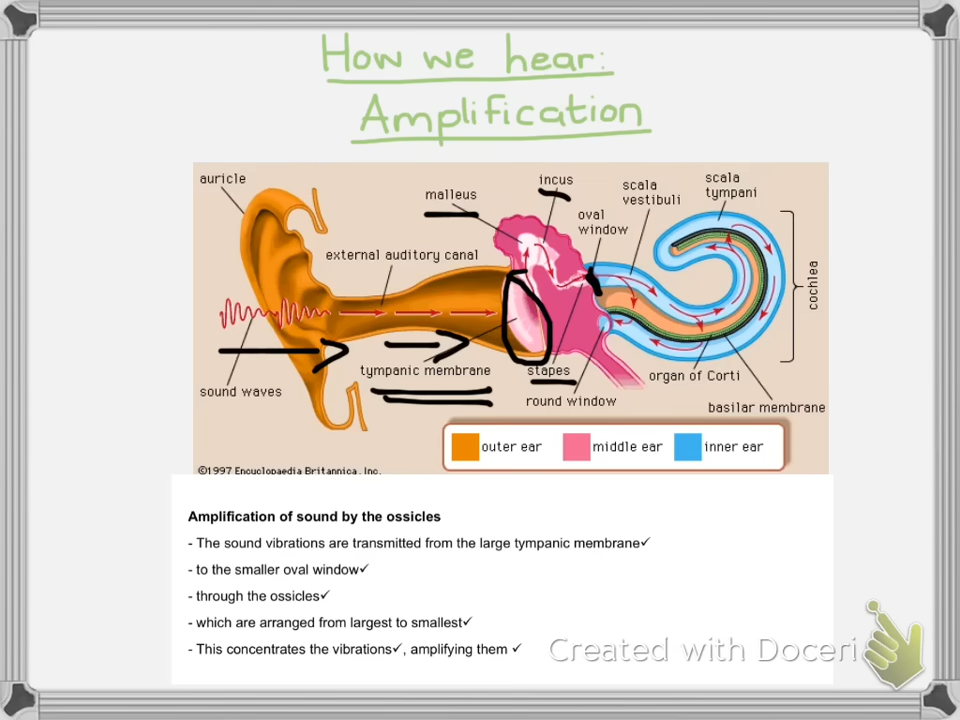 How we hear:
Amplification
auricle
malleus
incus
scala
vestibuli
scala
tympani
oval
window
external auditory canal
cochlea
tympanic membrane
stapes
organ of Corti
sound waves
round window
basilar membrane
outer ear
middle ear
inner ear
©1997 Encyclopaedia Britannica, Inc.
Amplification of sound by the ossicles
- The sound vibrations are transmitted from the large tympanic membrane✓
- to the smaller oval window✓
- through the ossicles✓
- which are arranged from largest to smallest✓
- This concentrates the vibrations✓, amplifying them ✓
Created with Doceri